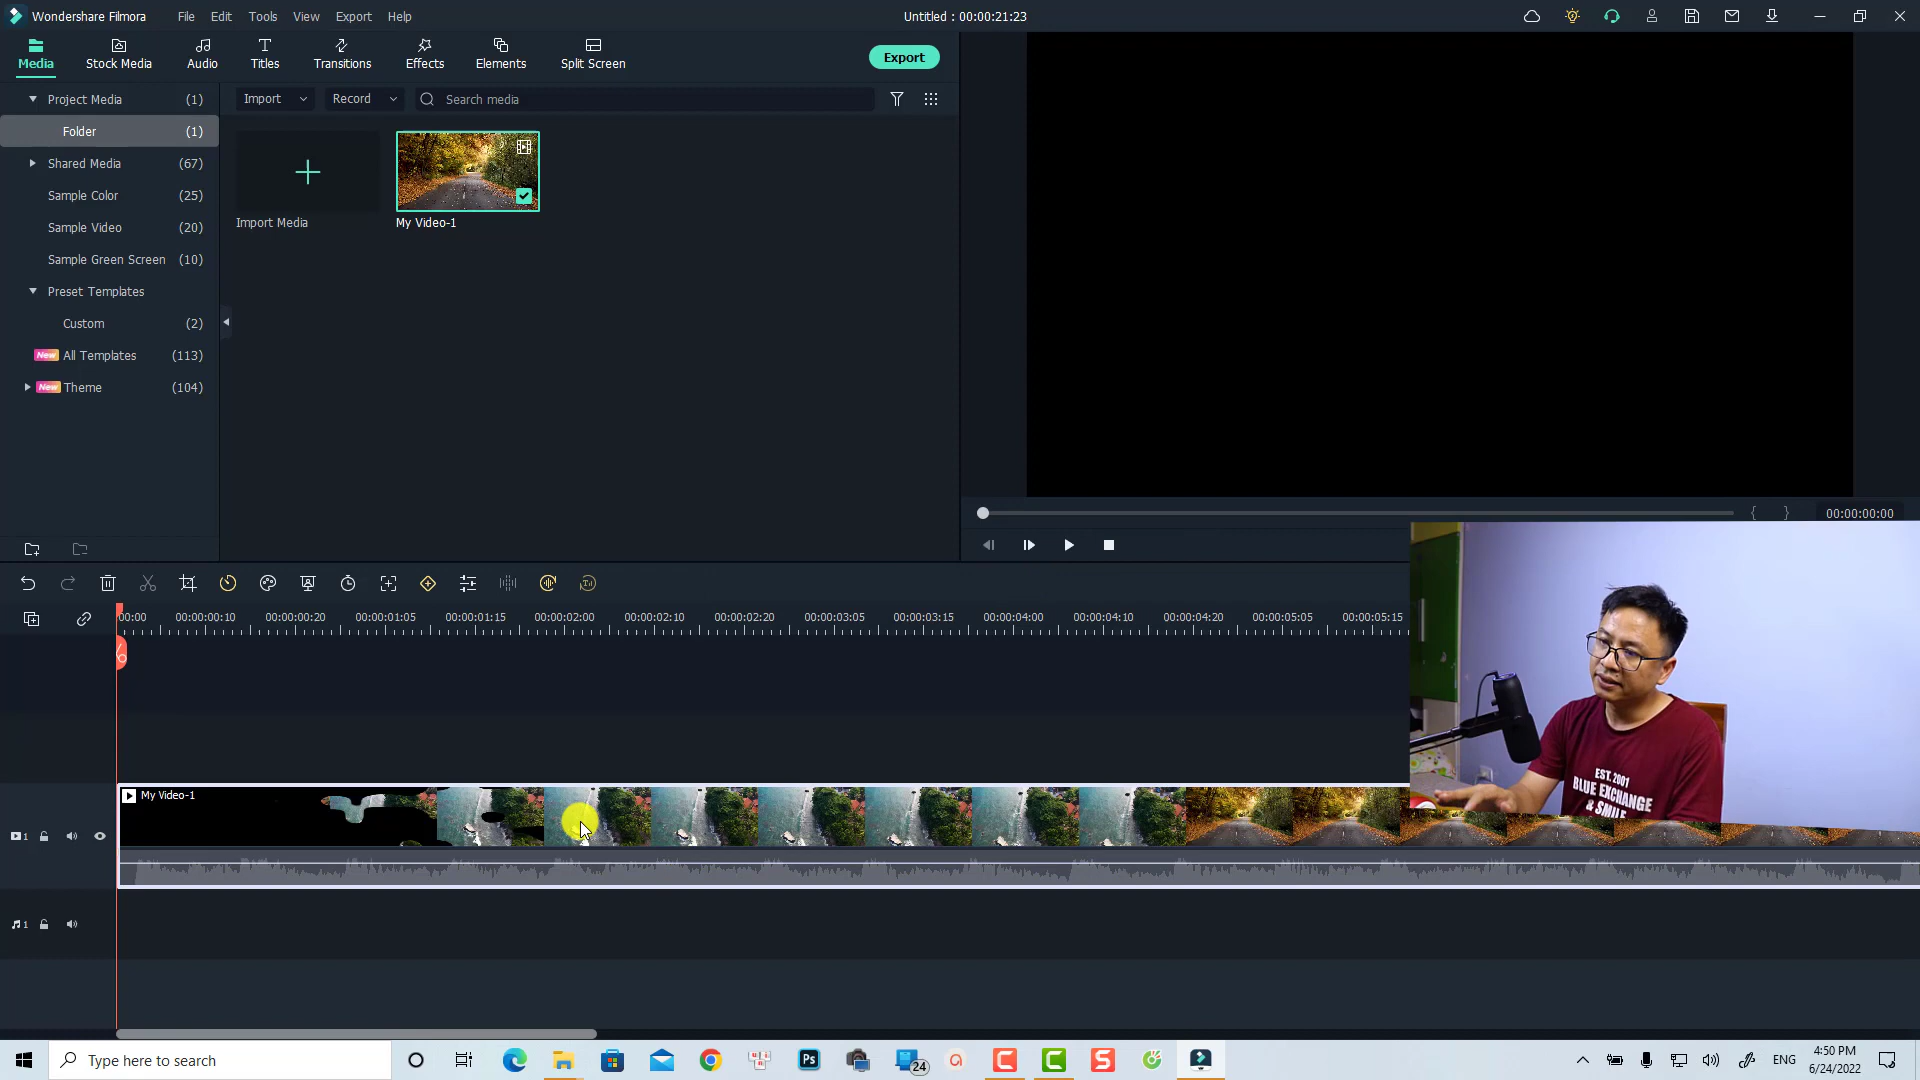 Wondershare Filmora File Edit Tools View Export Help Untitled : 00:00:21:23
Media Stock Media Audio Titles Transitions Effects Elements Split Screen Export
Project Media (1) Import Record Search media
Folder (1)
Shared Media (67)
Sample Color (25)
Import Media My Video-1
Sample Video (20)
Sample Green Screen (10)
Preset Templates
Custom (2)
New All Templates (113)
New Theme (104)
{ } 00:00:00:00
00:00 00:00:00:10 00:00:00:20 00:00:01:05 00:00:01:15 00:00:02:00 00:00:02:10 00:00:02:20 00:00:03:05 00:00:03:15 00:00:04:00 00:00:04:10 00:00:04:20 00:00:05:05 00:00:05:15
My Video-1
1
1
EST. 2001
BLUE EXCHANGE
& SMILE
Type here to search Ps 24 ENG 4:50 PM
6/24/2022